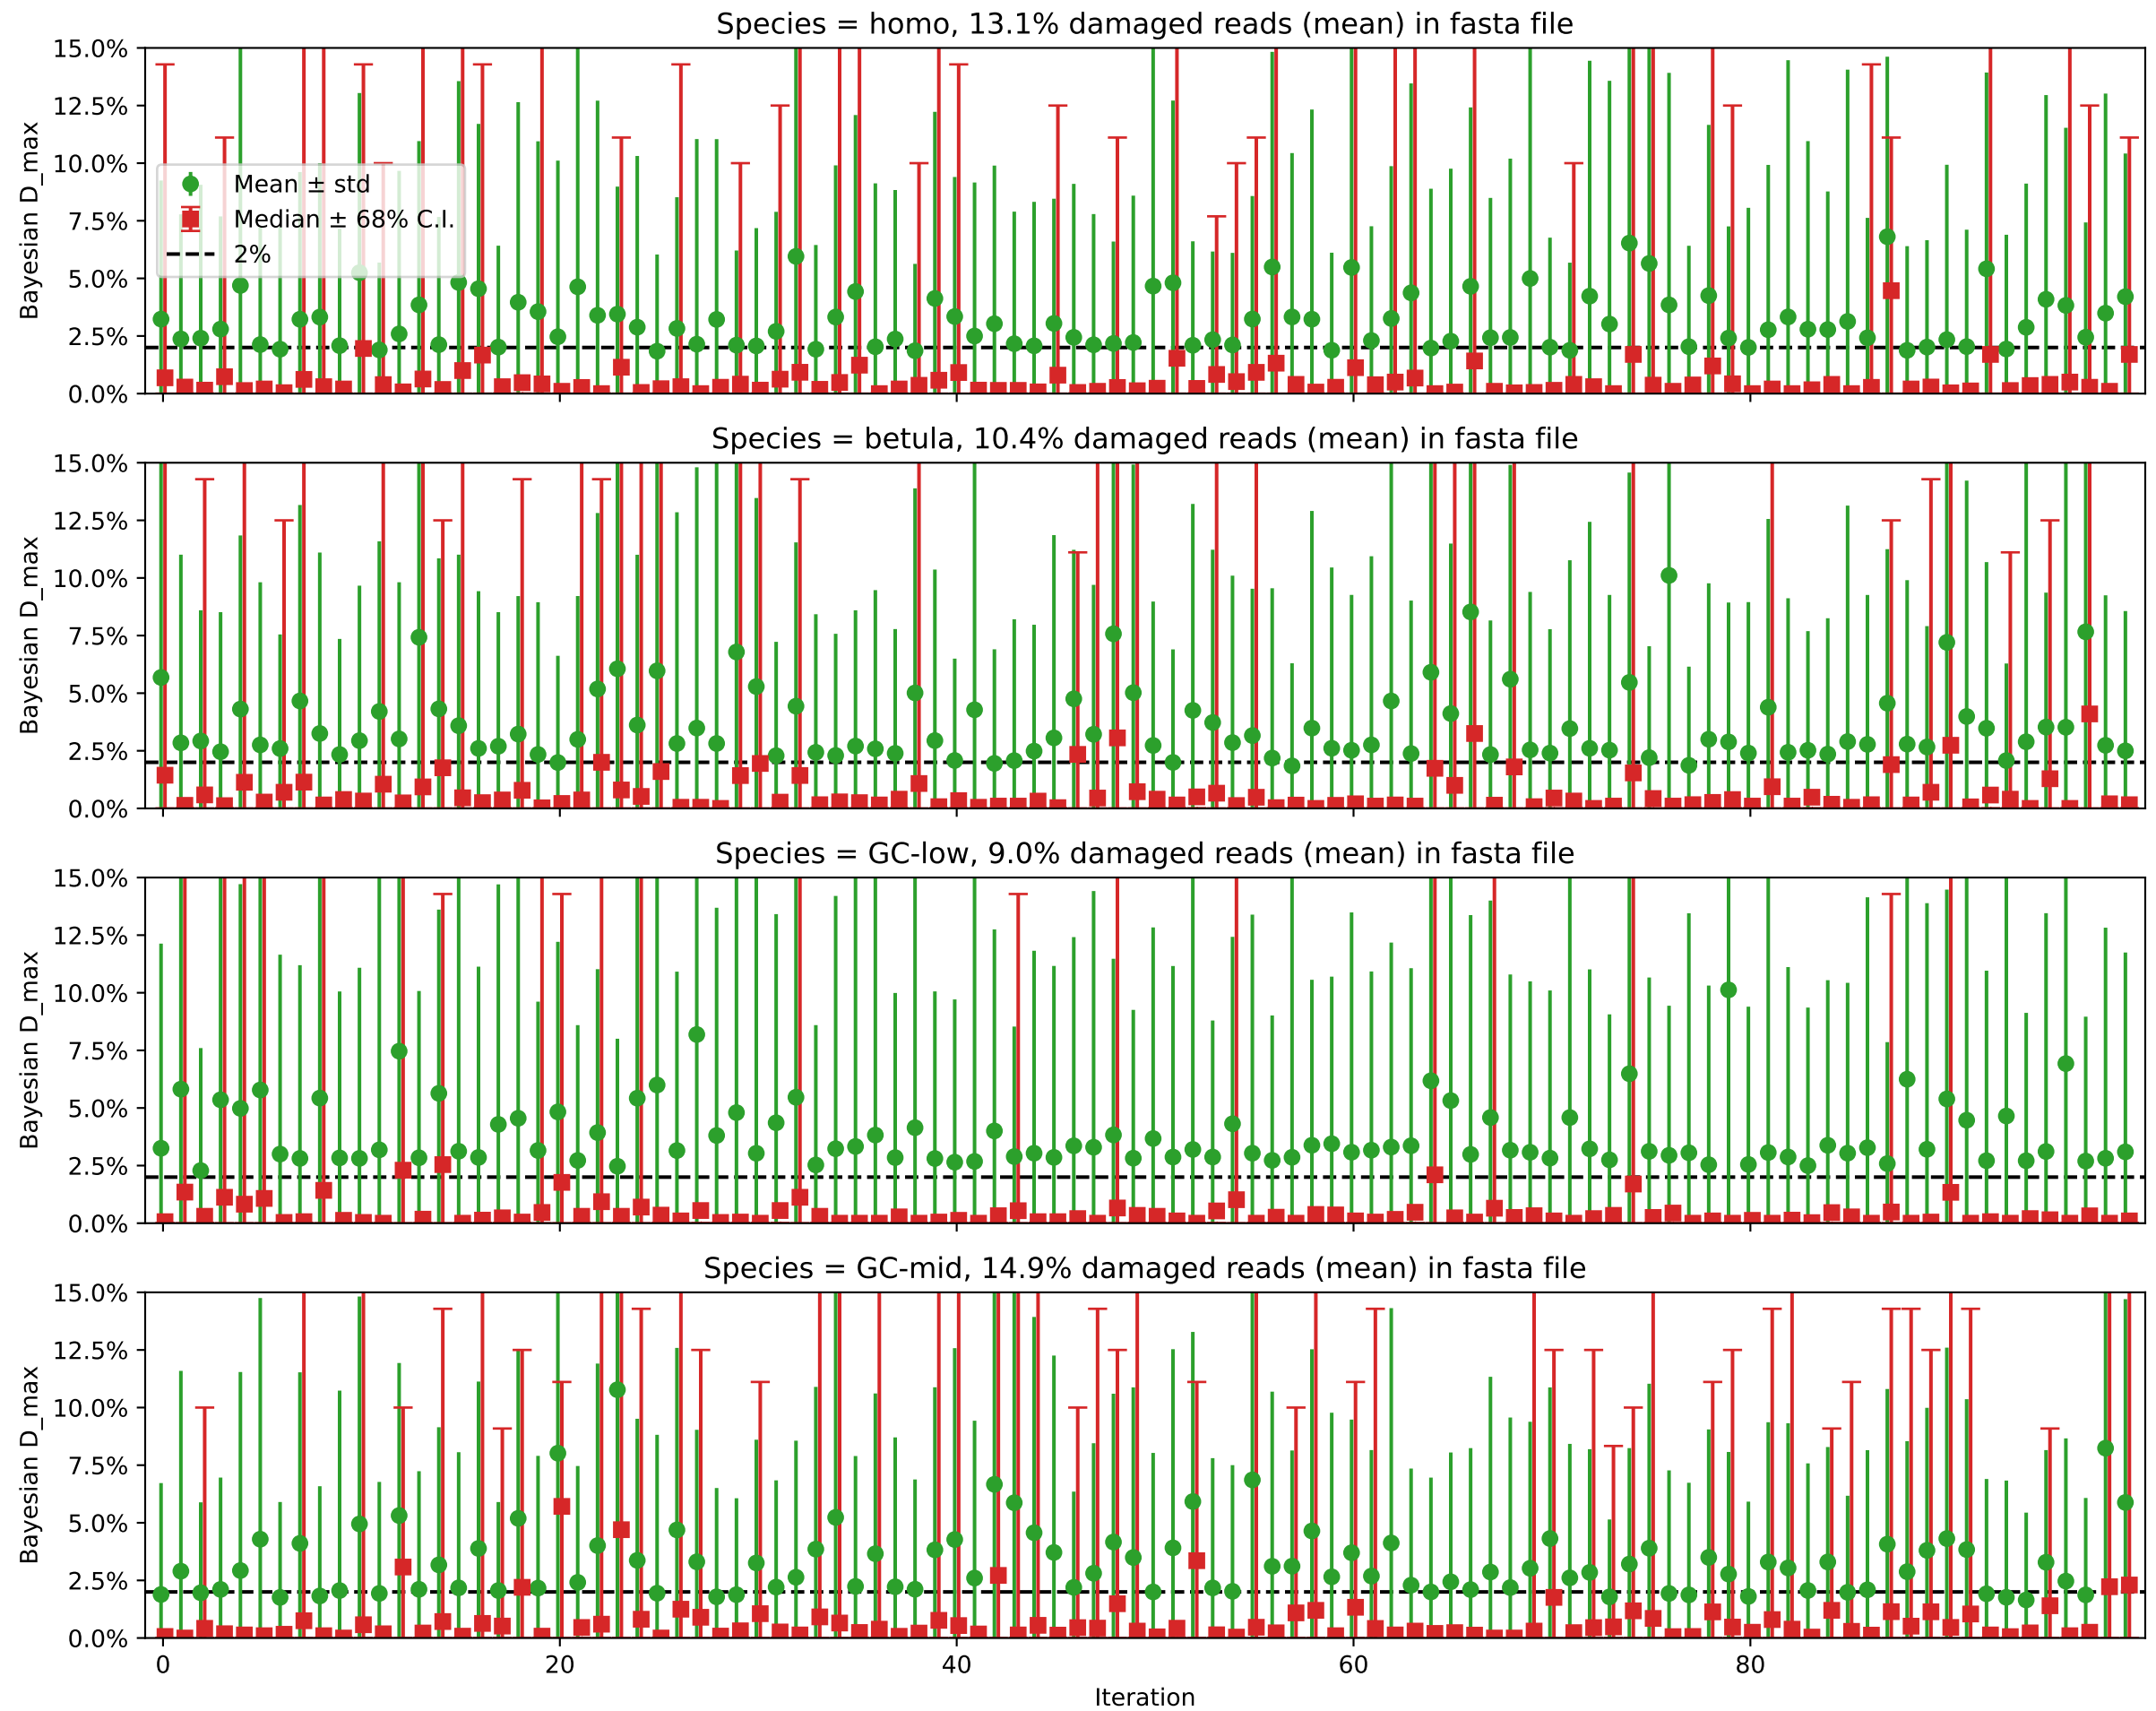 Species = homo, 13.1% damaged reads (mean) in fasta file
15.0%
12.5%
10.0%
7.5%
5.0%
2.5%
0.0%
Bayesian D_max
Mean ± std
Median ± 68% C.I.
2%
Species = betula, 10.4% damaged reads (mean) in fasta file
15.0%
12.5%
10.0%
7.5%
5.0%
2.5%
0.0%
Bayesian D_max
Species = GC-low, 9.0% damaged reads (mean) in fasta file
15.0%
12.5%
10.0%
7.5%
5.0%
2.5%
0.0%
Bayesian D_max
Species = GC-mid, 14.9% damaged reads (mean) in fasta file
15.0%
12.5%
10.0%
7.5%
5.0%
2.5%
0.0%
Bayesian D_max
0 20 40 60 80
Iteration